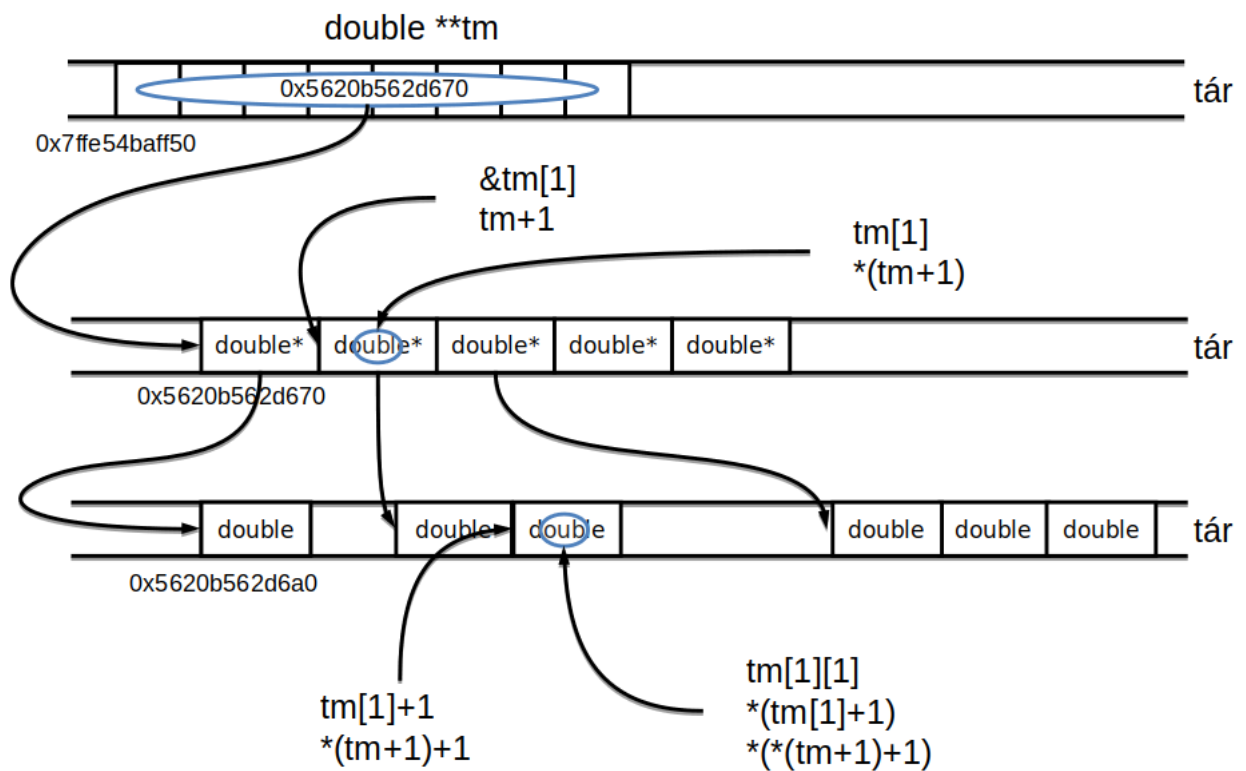 double **tm
0x5620b562d670
tár
0x7ffe54baff50
&tm[1]
tm+1
tm[1]
*(tm+1)
double* double* double* double* double*
tár
0x5620b562d670
double double double double double double
tár
0x5620b562d6a0
tm[1]+1
*(tm+1)+1
tm[1][1]
*(tm[1]+1)
*(*(tm+1)+1)